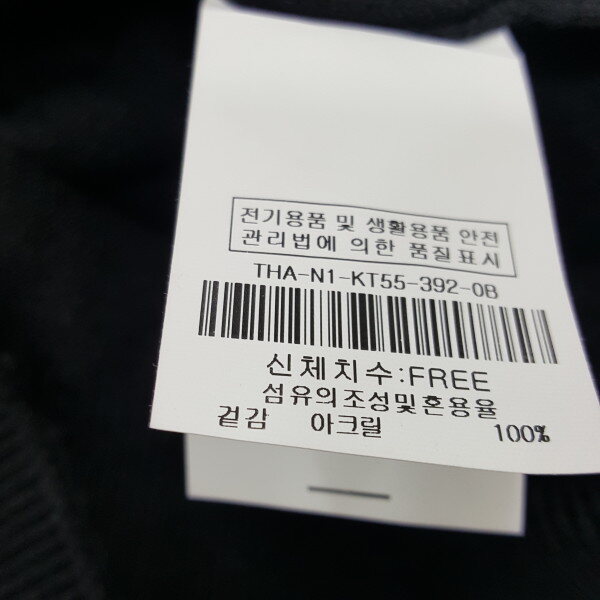 전기용품 및 생활용품 안전
관리법에 의한 품질표시
THA-N1-KT55-392-0B
신체치수:FREE
섬유의조성및혼용율
겉감 아크릴 100%